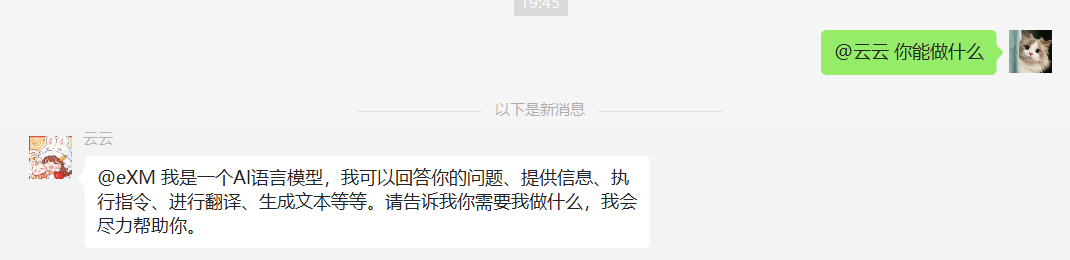 19:45
@云云 你能做什么
以下是新消息
云云
@eXM 我是一个AI语言模型，我可以回答你的问题、提供信息、执
行指令、进行翻译、生成文本等等。请告诉我你需要我做什么，我会
尽力帮助你。